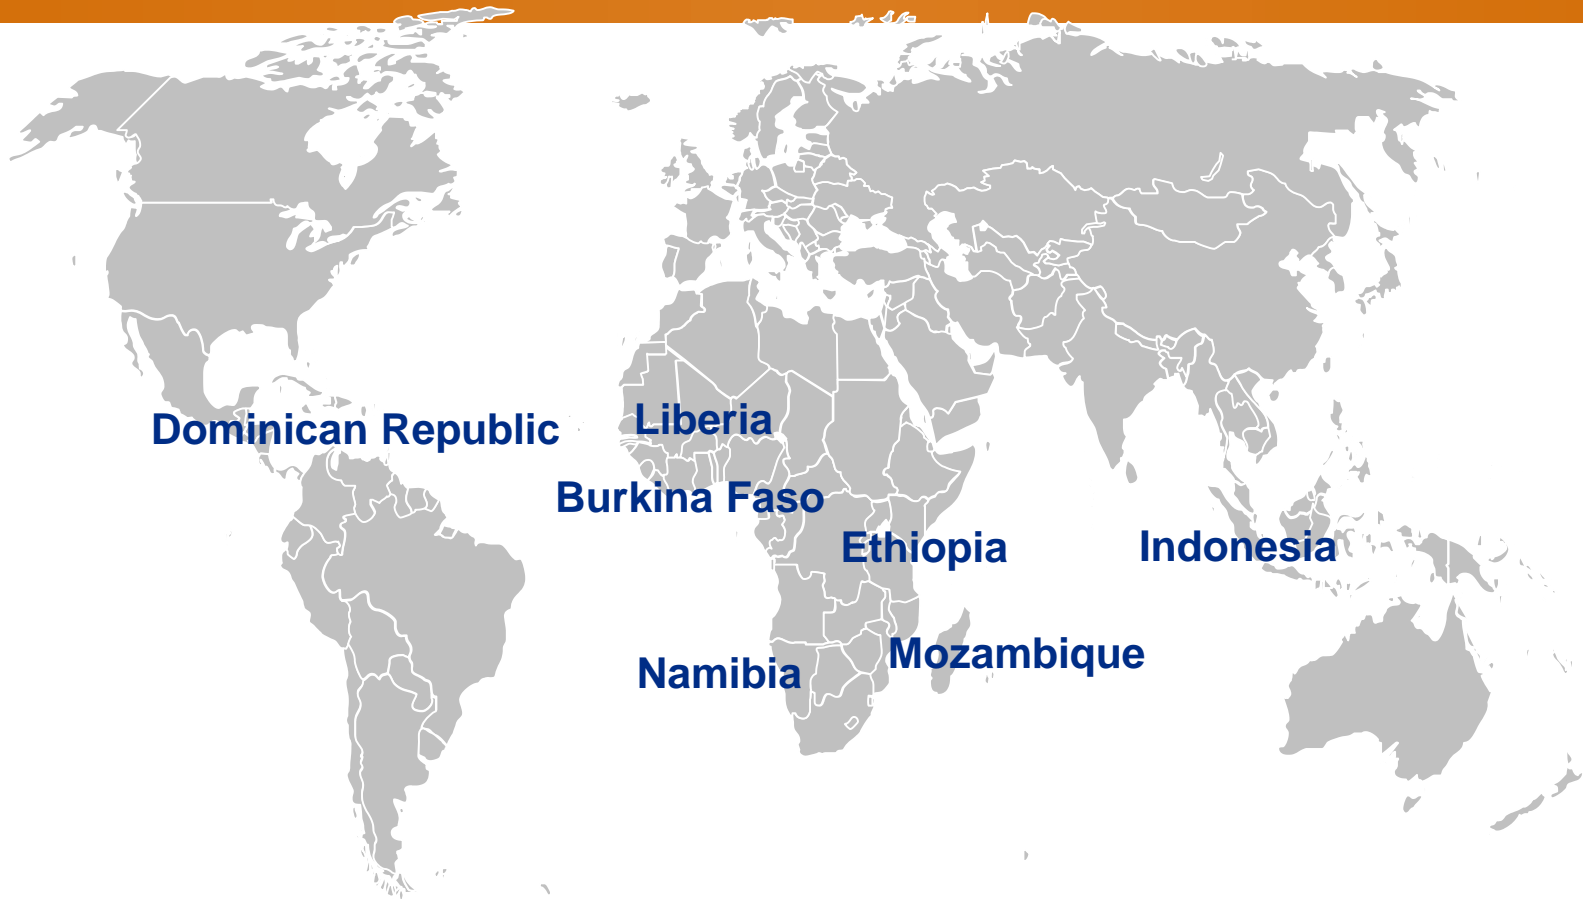 Liberia
Dominican Republic
Burkina Faso
Ethiopia
Indonesia
Mozambique
Namibia